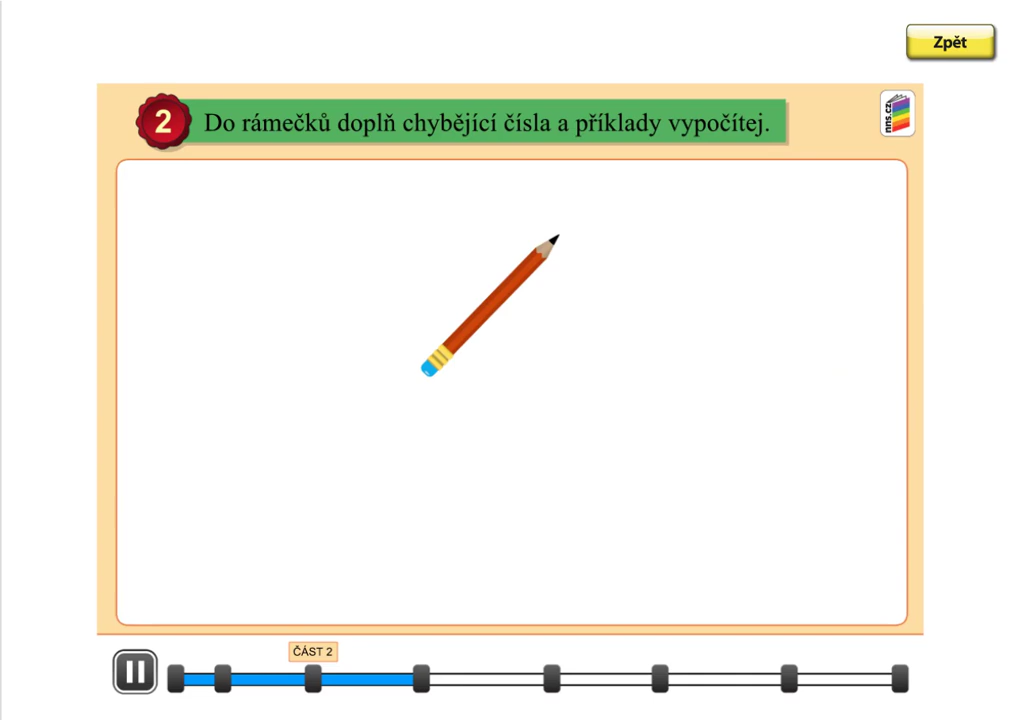 Zpět
2 Do rámečků doplň chybějící čísla a příklady vypočítej.
nns.cz
ČÁST 2